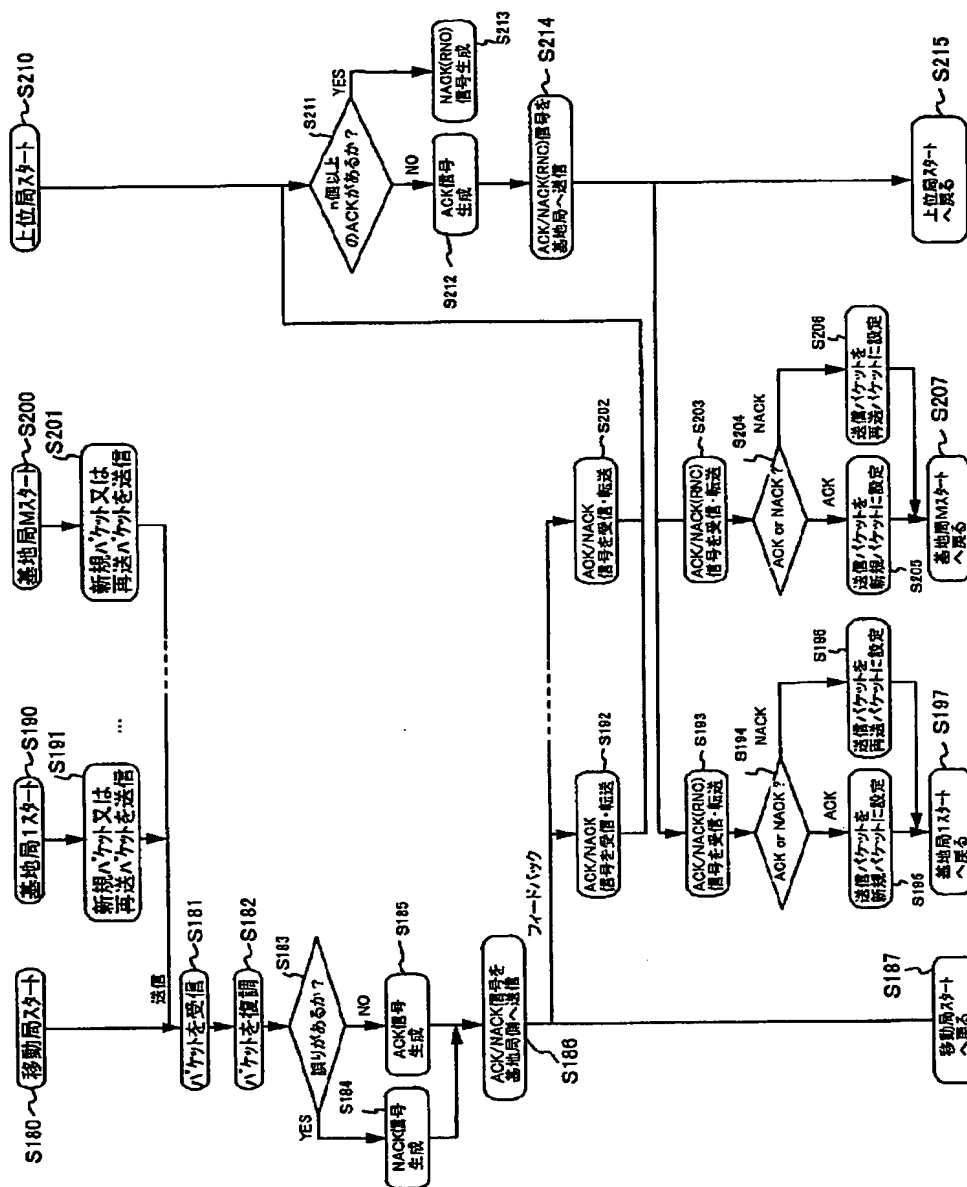 S180
移動局スタート
送信
パケットを受信
S181
パケットを復調
S182
誤りがあるか？
S183
YES
NO
NACK信号
生成
S184
ACK信号
生成
S185
ACK/NACK信号を
基地局側へ送信
S186
フィードバック
移動局スタート
へ戻る
S187
基地局1スタート
S190
新規パケット又は
再送パケットを送信
S191
...
ACK/NACK
信号を受信・転送
S192
ACK/NACK(RNC)
信号を受信・転送
S193
ACK or NACK？
S194
NACK
ACK
送信パケットを
新規パケットに設定
S195
送信パケットを
再送パケットに設定
S196
基地局1スタート
へ戻る
S197
基地局Mスタート
S200
新規パケット又は
再送パケットを送信
S201
ACK/NACK
信号を受信・転送
S202
ACK/NACK(RNC)
信号を受信・転送
S203
ACK or NACK？
S204
NACK
ACK
送信パケットを
新規パケットに設定
S205
送信パケットを
再送パケットに設定
S206
基地局Mスタート
へ戻る
S207
上位局スタート
S210
n個以上
のACKがあるか？
S211
YES
NO
ACK信号
生成
S212
NACK(RNC)
信号生成
S213
ACK/NACK(RNC)信号を
基地局へ送信
S214
上位局スタート
へ戻る
S215